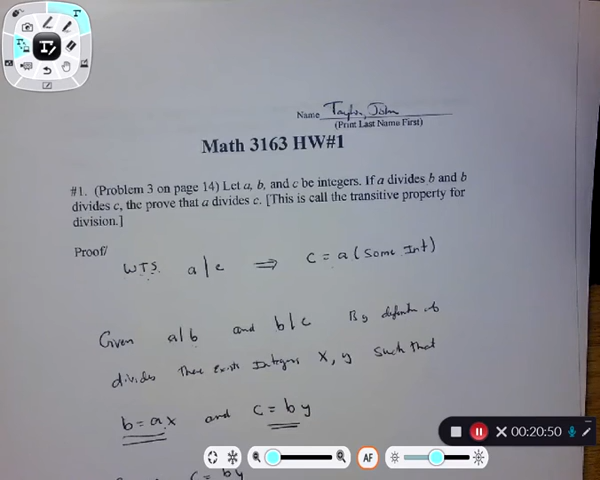 Name Taylor, John
(Print Last Name First)
Math 3163 HW#1
#1. (Problem 3 on page 14) Let a, b, and c be integers. If a divides b and b
divides c, the prove that a divides c. [This is call the transitive property for
division.]
Proof/
WTS. a|c ⇒ c = a (Some Int)
Given a|b and b|c By definition of
divides There exists Integers x, y such that
b = ax and c = by
c = by
00:20:50
AF